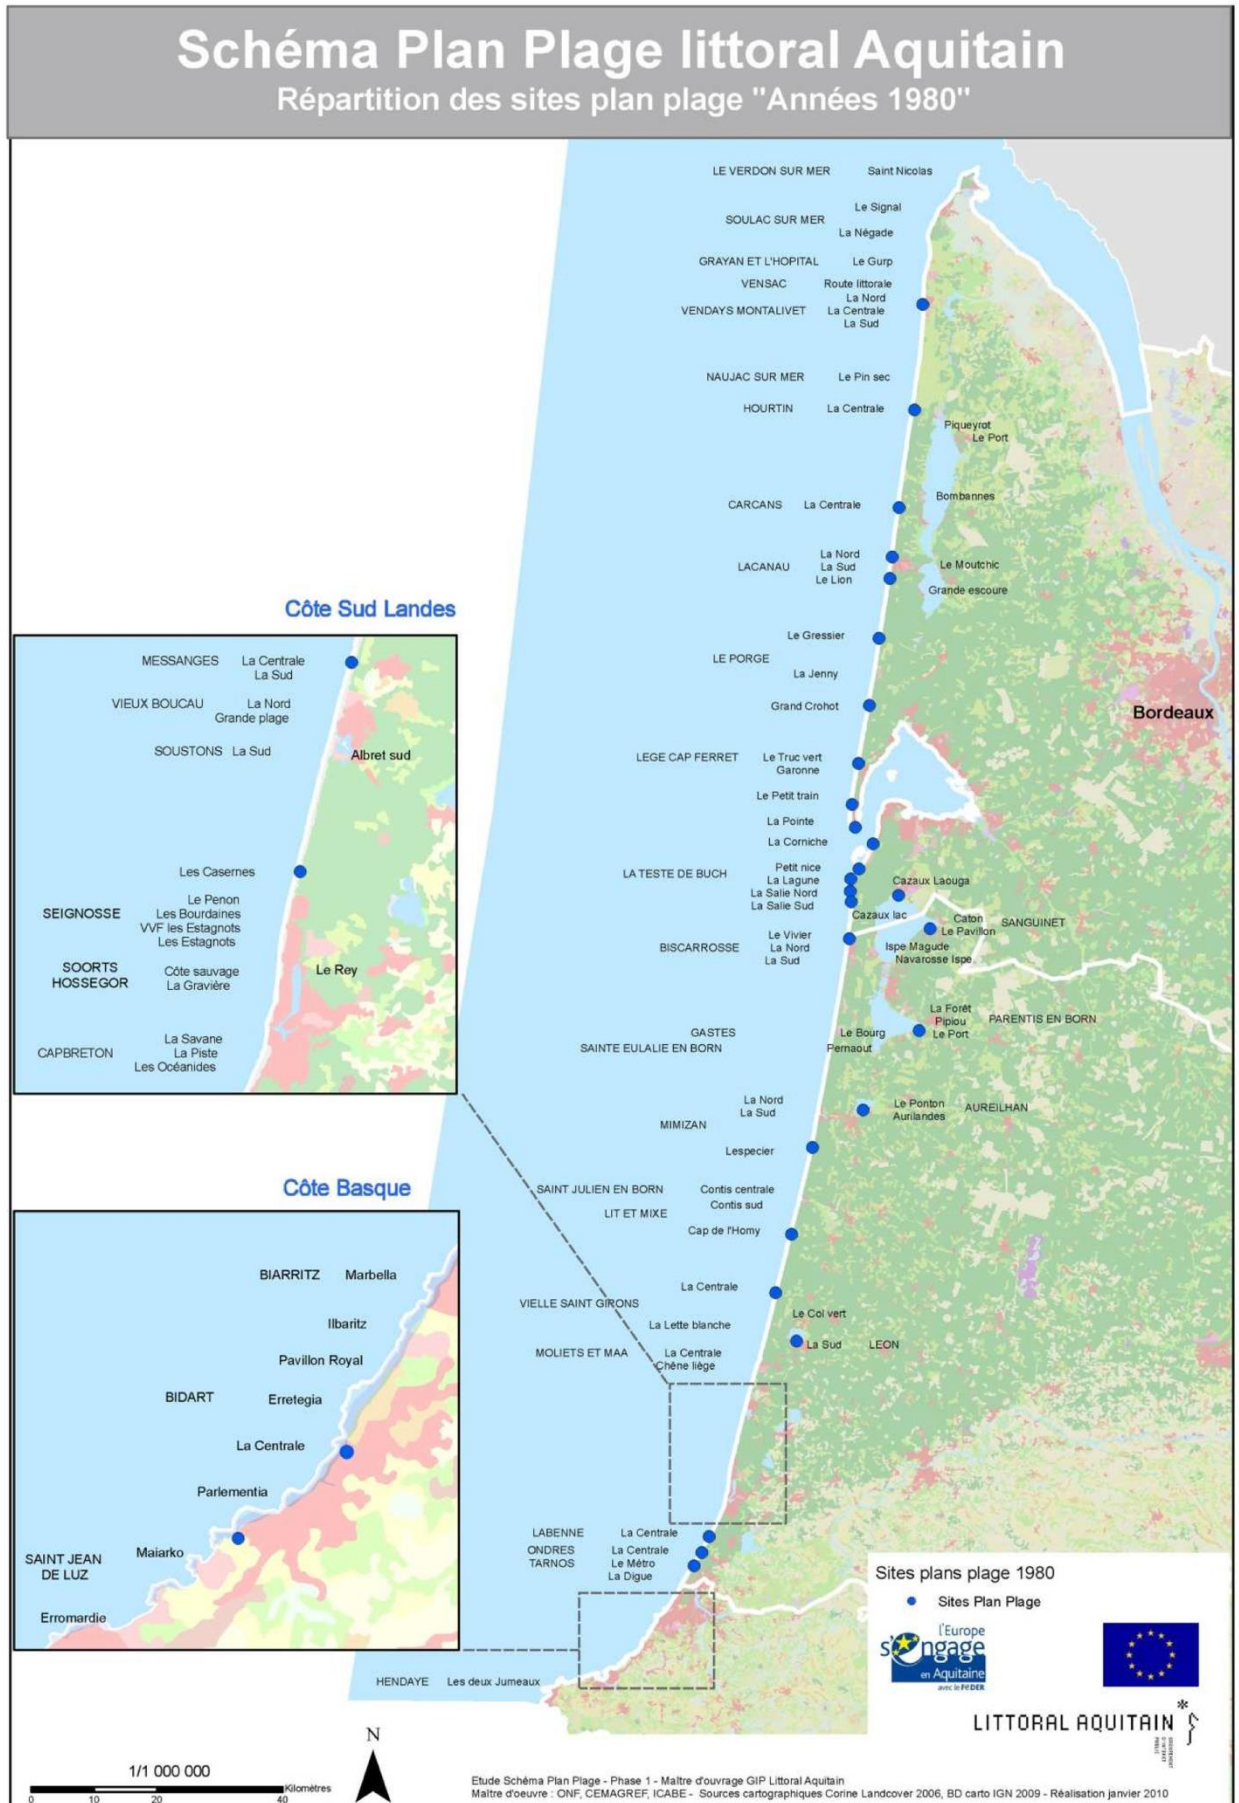 Schéma Plan Plage littoral Aquitain
Répartition des sites plan plage "Années 1980"
LE VERDON SUR MER Saint Nicolas
Le Signal
SOULAC SUR MER
La Négade
GRAYAN ET L'HOPITAL Le Gurp
VENSAC Route littorale
La Nord
VENDAYS MONTALIVET La Centrale
La Sud
NAUJAC SUR MER Le Pin sec
HOURTIN La Centrale
Piqueyrot
Le Port
Bombannes
CARCANS La Centrale
La Nord
LACANAU La Sud
Le Lion
Le Moutchic
Grande escoure
Le Gressier
LE PORGE
La Jenny
Grand Crohot
Bordeaux
LEGE CAP FERRET Le Truc vert
Garonne
Le Petit train
La Pointe
La Corniche
Petit nice
LA TESTE DE BUCH La Lagune
La Salie Nord
La Salie Sud
Cazaux Laouga
Cazaux lac
Caton
Le Pavillon SANGUINET
Le Vivier
BISCARROSSE La Nord
La Sud
Ispe Magude
Navarosse Ispe
La Forêt
Pipiou PARENTIS EN BORN
Le Port
GASTES Le Bourg
SAINTE EULALIE EN BORN Pernaout
La Nord
La Sud
MIMIZAN
Lespecier
Le Ponton AUREILHAN
Aurilandes
SAINT JULIEN EN BORN Contis centrale
Contis sud
LIT ET MIXE
Cap de l'Homy
La Centrale
VIELLE SAINT GIRONS
La Lette blanche
Le Col vert
La Sud LEON
MOLIETS ET MAA La Centrale
Chêne liège
LABENNE La Centrale
ONDRES La Centrale
TARNOS Le Métro
La Digue
HENDAYE Les deux Jumeaux
Côte Sud Landes
MESSANGES La Centrale
La Sud
VIEUX BOUCAU La Nord
Grande plage
SOUSTONS La Sud
Albret sud
Les Casernes
Le Penon
SEIGNOSSE Les Bourdaines
VVF les Estagnots
Les Estagnots
SOORTS
HOSSEGOR
Côte sauvage
La Gravière
Le Rey
La Savane
CAPBRETON La Piste
Les Océanides
Côte Basque
BIARRITZ Marbella
Ilbaritz
Pavillon Royal
BIDART Erretegia
La Centrale
Parlementia
Maiarko
SAINT JEAN
DE LUZ
Erromardie
Sites plans plage 1980
Sites Plan Plage
l'Europe
s'engage
en Aquitaine
avec le FEDER
LITTORAL AQUITAIN
N
1/1 000 000
Kilomètres
0 10 20 40
Etude Schéma Plan Plage - Phase 1 - Maître d'ouvrage GIP Littoral Aquitain
Maître d'oeuvre : ONF, CEMAGREF, ICABE - Sources cartographiques Corine Landcover 2006, BD carto IGN 2009 - Réalisation janvier 2010